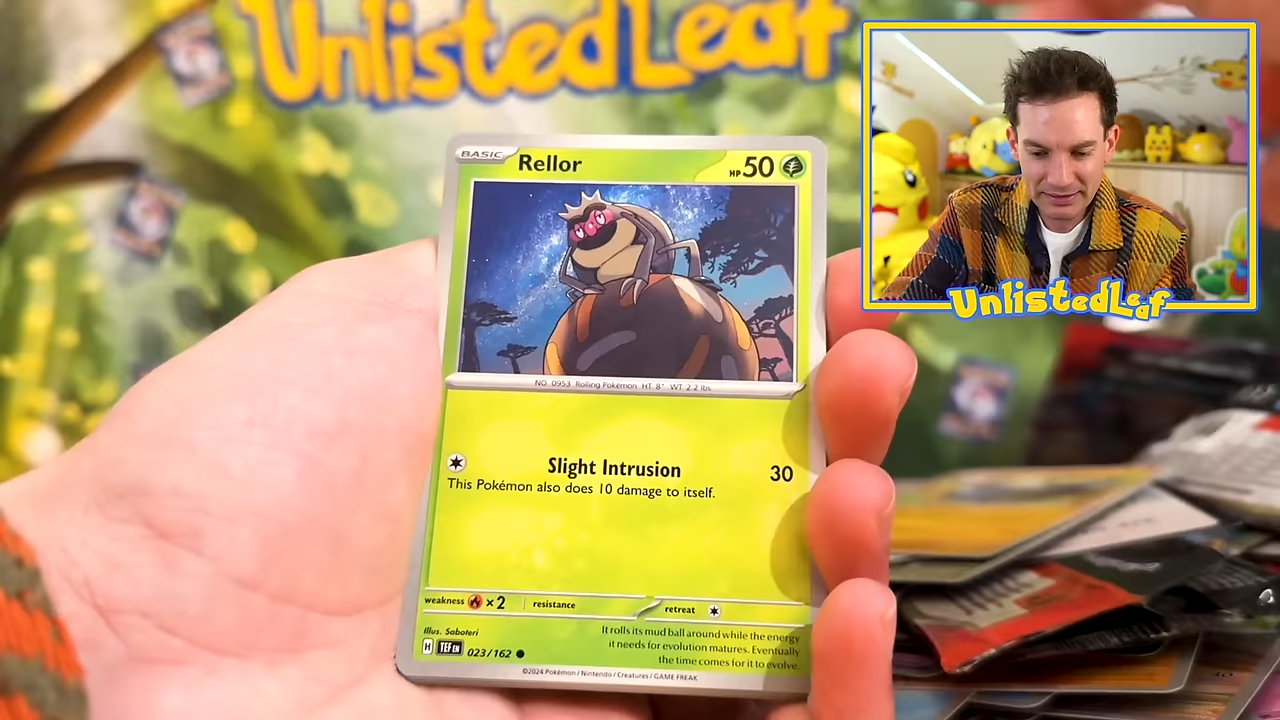 UnlistedLeaf
BASIC
Rellor
HP 50
NO. 0953 Rolling Pokémon HT 8" WT 2.2 lbs.
Slight Intrusion 30
This Pokémon also does 10 damage to itself.
weakness ×2 resistance retreat
Illus. Saboteri
H TEF EN 023/162
It rolls its mud ball around while the energy
it needs for evolution matures. Eventually
the time comes for it to evolve.
©2024 Pokémon / Nintendo / Creatures / GAME FREAK
UnlistedLeaf